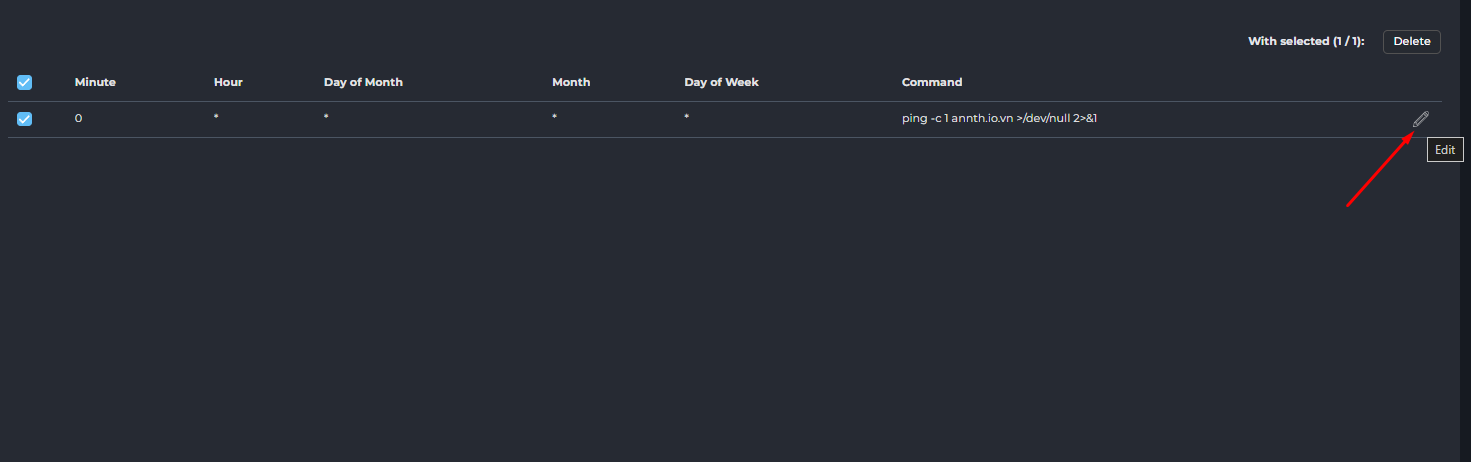 With selected (1 / 1): Delete
Minute Hour Day of Month Month Day of Week Command
0 * * * * ping -c 1 annth.io.vn >/dev/null 2>&1
Edit